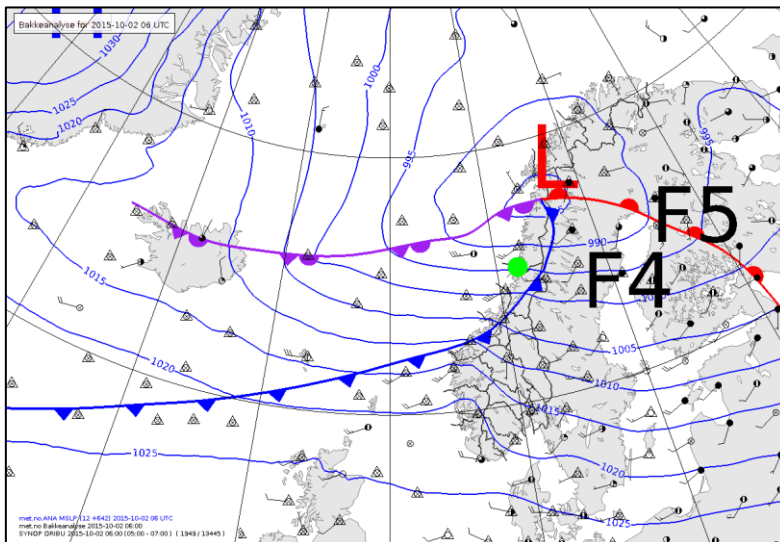 Bakkeanalyse for 2015-10-02 06 UTC
1030
1025
1020
1010
1000
995
995
L
F5
990
F4
1015
1020
1005
1010
1015
1020
1025
1025
met.no ANA MSLP (12 +642) 2015-10-02 06 UTC
met.no Bakkeanalyse 2015-10-02 06:00
SYNOP DRIBU 2015-10-02 06:00 (05:00 - 07:00) ( 1949 / 19445)